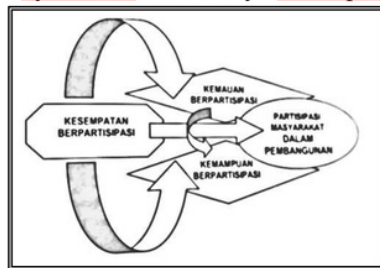 KESEMPATAN
BERPARTISIPASI
KEMAUAN
BERPARTISIPASI
KEMAMPUAN
BERPARTISIPASI
PARTISIPASI
MASYARAKAT
DALAM
PEMBANGUNAN